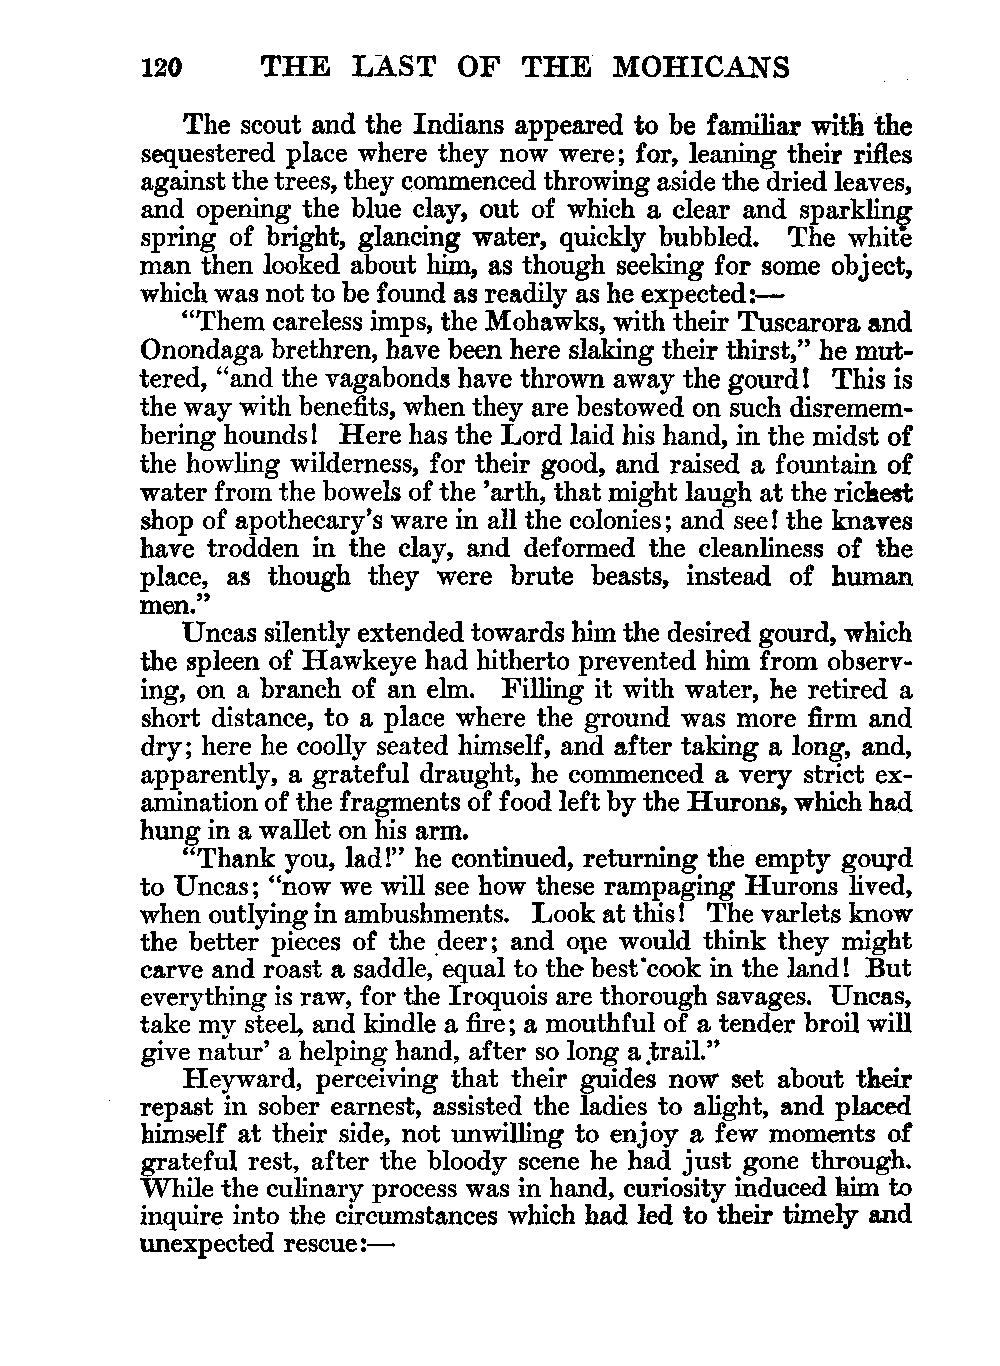 120 THE LAST OF THE MOHICANS
The scout and the Indians appeared to be familiar with the
sequestered place where they now were; for, leaning their rifles
against the trees, they commenced throwing aside the dried leaves,
and opening the blue clay, out of which a clear and sparkling
spring of bright, glancing water, quickly bubbled. The white
man then looked about him, as though seeking for some object,
which was not to be found as readily as he expected:—
“Them careless imps, the Mohawks, with their Tuscarora and
Onondaga brethren, have been here slaking their thirst,” he mut-
tered, “and the vagabonds have thrown away the gourd! This is
the way with benefits, when they are bestowed on such disremem-
bering hounds! Here has the Lord laid his hand, in the midst of
the howling wilderness, for their good, and raised a fountain of
water from the bowels of the ’arth, that might laugh at the richest
shop of apothecary’s ware in all the colonies; and see! the knaves
have trodden in the clay, and deformed the cleanliness of the
place, as though they were brute beasts, instead of human
men.”
Uncas silently extended towards him the desired gourd, which
the spleen of Hawkeye had hitherto prevented him from observ-
ing, on a branch of an elm. Filling it with water, he retired a
short distance, to a place where the ground was more firm and
dry; here he coolly seated himself, and after taking a long, and,
apparently, a grateful draught, he commenced a very strict ex-
amination of the fragments of food left by the Hurons, which had
hung in a wallet on his arm.
“Thank you, lad!” he continued, returning the empty gourd
to Uncas; “now we will see how these rampaging Hurons lived,
when outlying in ambushments. Look at this! The varlets know
the better pieces of the deer; and one would think they might
carve and roast a saddle, equal to the best cook in the land! But
everything is raw, for the Iroquois are thorough savages. Uncas,
take my steel, and kindle a fire; a mouthful of a tender broil will
give natur’ a helping hand, after so long a trail.”
Heyward, perceiving that their guides now set about their
repast in sober earnest, assisted the ladies to alight, and placed
himself at their side, not unwilling to enjoy a few moments of
grateful rest, after the bloody scene he had just gone through.
While the culinary process was in hand, curiosity induced him to
inquire into the circumstances which had led to their timely and
unexpected rescue:—